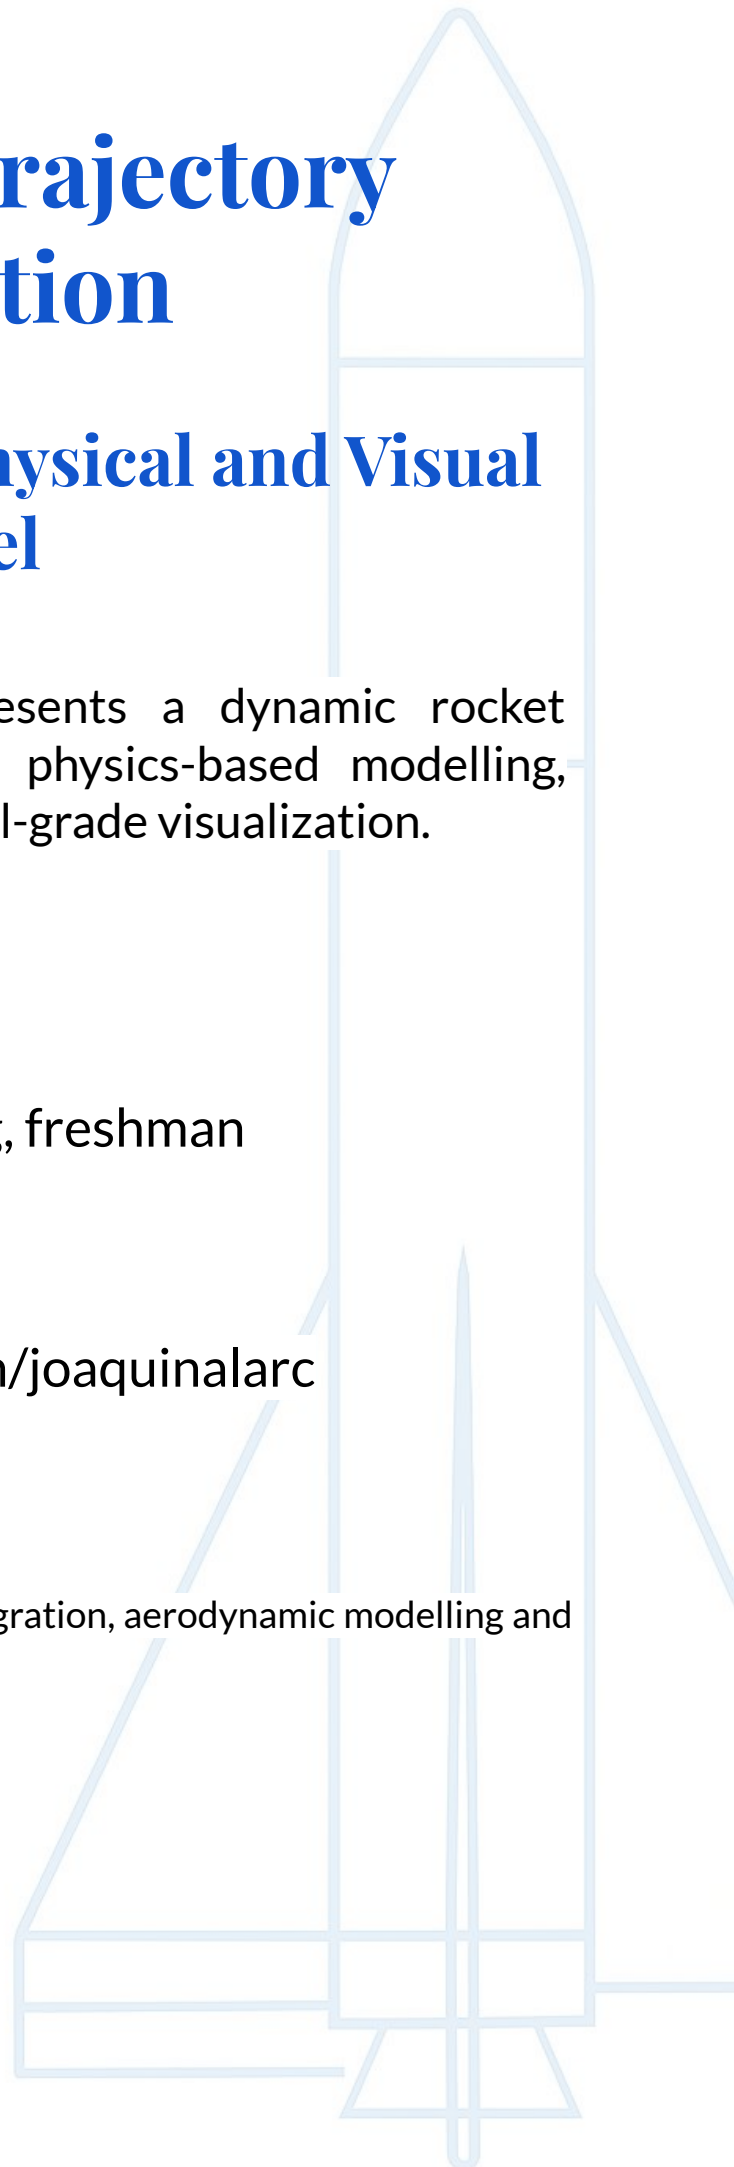 rajectory
tion
hysical and Visual
el
esents a dynamic rocket
physics-based modelling,
l-grade visualization.
g, freshman
n/joaquinalarc
gration, aerodynamic modelling and